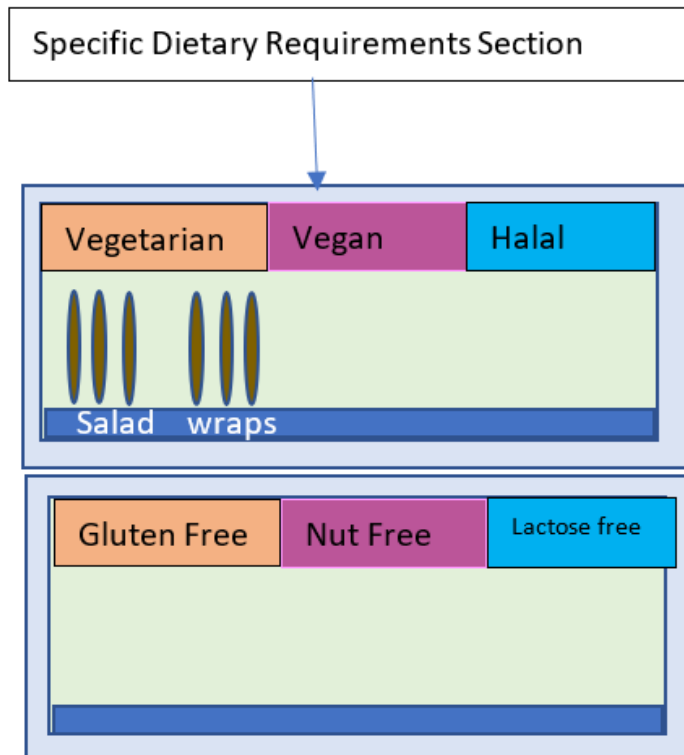 Specific Dietary Requirements Section
Vegetarian Vegan Halal
Salad wraps
Gluten Free Nut Free Lactose free